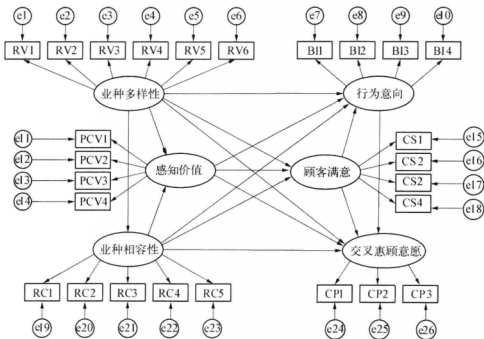 e1 e2 e3 e4 e5 e6 e7 e8 e9 e10
RV1 RV2 RV3 RV4 RV5 RV6 BI1 BI2 BI3 BI4
业种多样性 行为意向
e11 PCV1 CS1 e15
e12 PCV2 CS2 e16
感知价值 顾客满意
e13 PCV3 CS2 e17
e14 PCV4 CS4 e18
业种相容性 交叉惠顾意愿
RC1 RC2 RC3 RC4 RC5 CP1 CP2 CP3
e19 e20 e21 e22 e23 e24 e25 e26